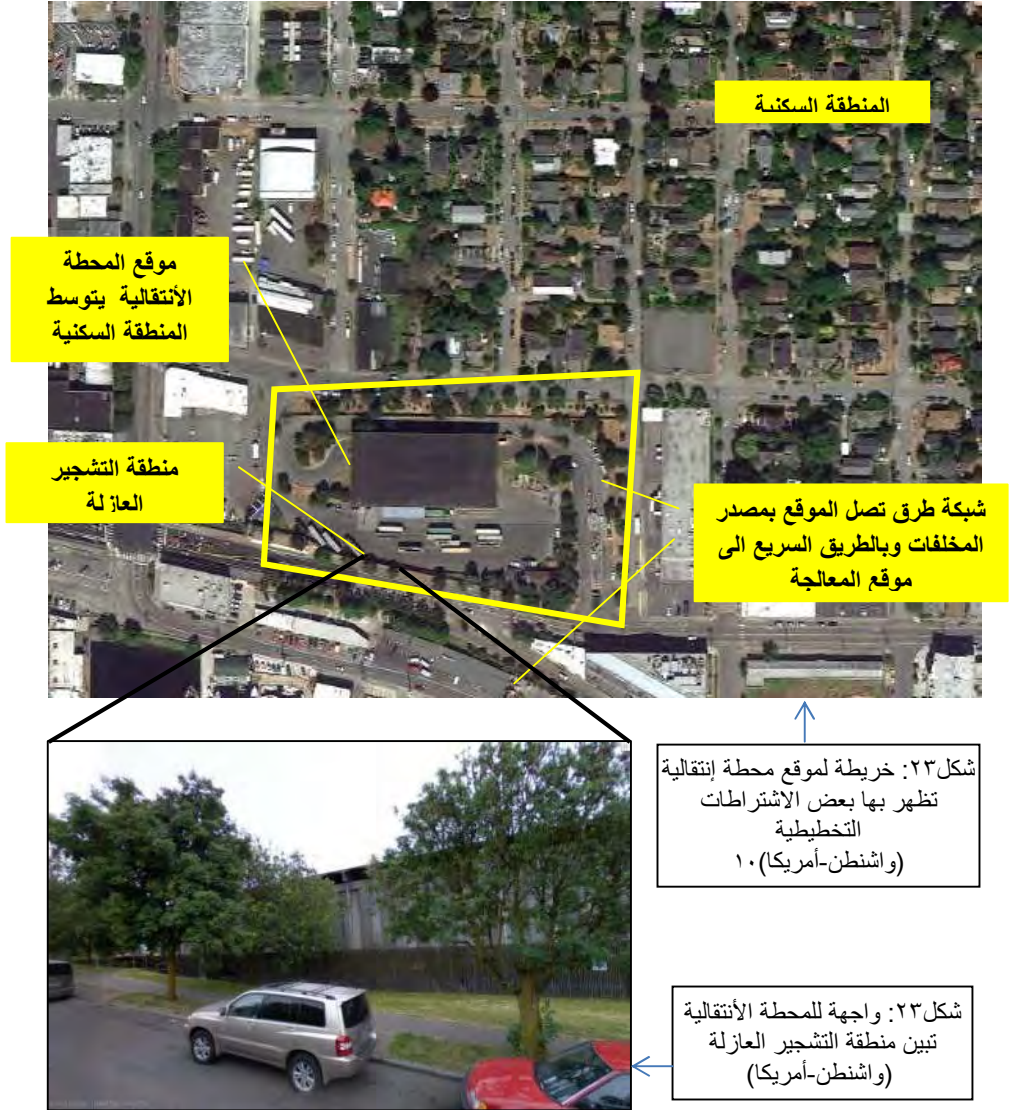 المنطقة السكنية
موقع المحطة
الأنتقالية يتوسط
المنطقة السكنية
منطقة التشجير
العازلة
شبكة طرق تصل الموقع بمصدر
المخلفات وبالطريق السريع الى
موقع المعالجة
شكل٢٣: خريطة لموقع محطة إنتقالية
تظهر بها بعض الاشتراطات
التخطيطية
(واشنطن-أمريكا)١٠
شكل٢٣: واجهة للمحطة الأنتقالية
تبين منطقة التشجير العازلة
(واشنطن-أمريكا)